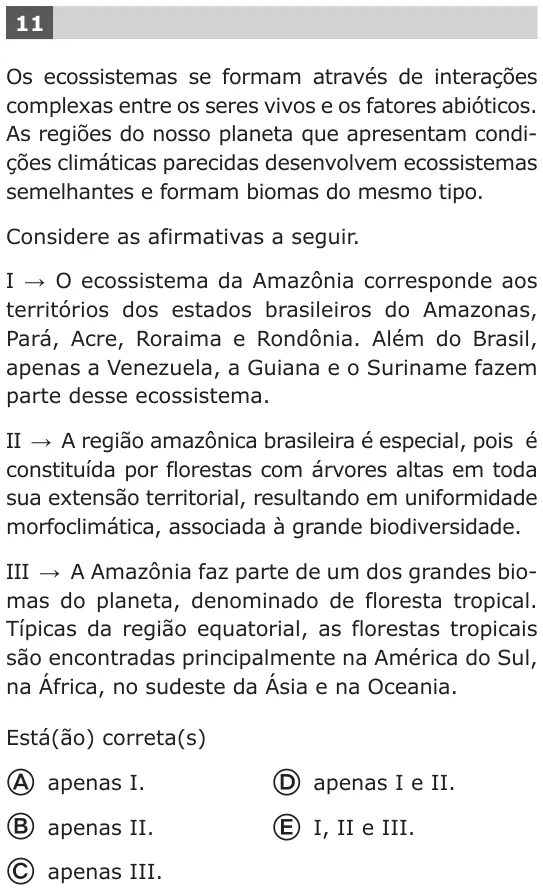 11
Os ecossistemas se formam através de interações
complexas entre os seres vivos e os fatores abióticos.
As regiões do nosso planeta que apresentam condi-
ções climáticas parecidas desenvolvem ecossistemas
semelhantes e formam biomas do mesmo tipo.
Considere as afirmativas a seguir.
I → O ecossistema da Amazônia corresponde aos
territórios dos estados brasileiros do Amazonas,
Pará, Acre, Roraima e Rondônia. Além do Brasil,
apenas a Venezuela, a Guiana e o Suriname fazem
parte desse ecossistema.
II → A região amazônica brasileira é especial, pois é
constituída por florestas com árvores altas em toda
sua extensão territorial, resultando em uniformidade
morfoclimática, associada à grande biodiversidade.
III → A Amazônia faz parte de um dos grandes bio-
mas do planeta, denominado de floresta tropical.
Típicas da região equatorial, as florestas tropicais
são encontradas principalmente na América do Sul,
na África, no sudeste da Ásia e na Oceania.
Está(ão) correta(s)
A apenas I.
B apenas II.
C apenas III.
D apenas I e II.
E I, II e III.